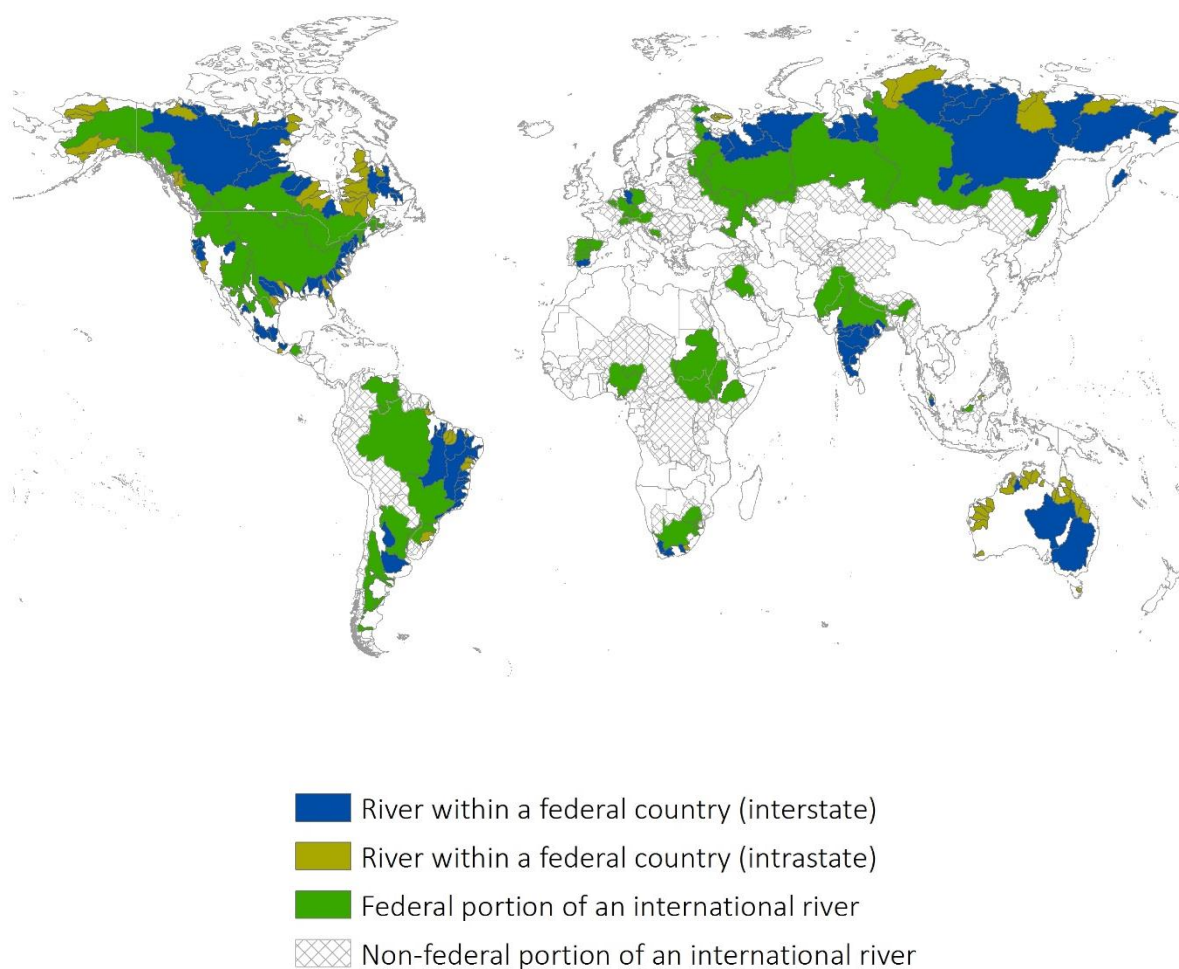 River within a federal country (interstate)
River within a federal country (intrastate)
Federal portion of an international river
Non-federal portion of an international river